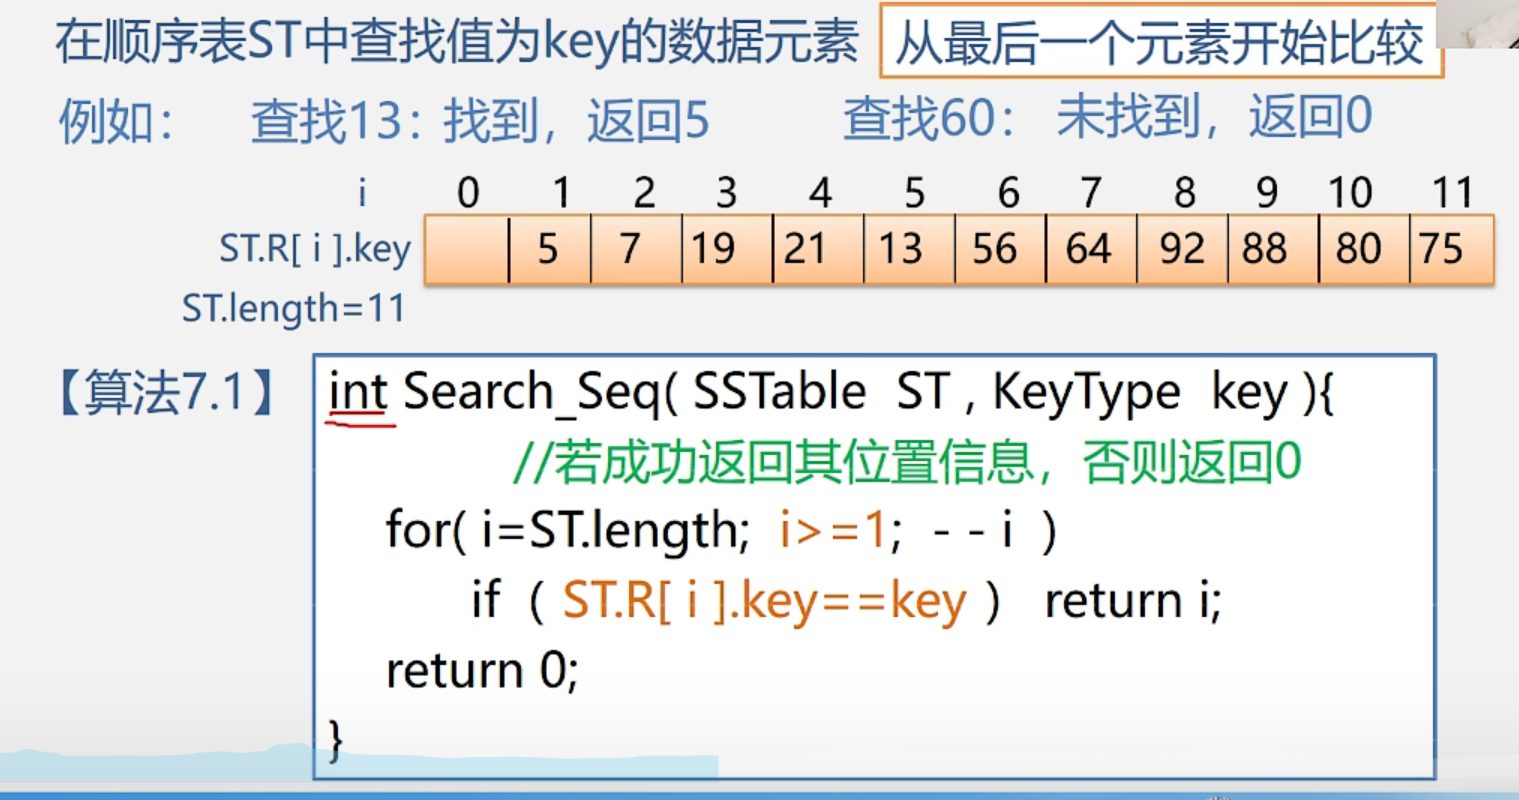 在顺序表ST中查找值为key的数据元素 从最后一个元素开始比较
例如： 查找13：找到，返回5 查找60： 未找到，返回0
i 0 1 2 3 4 5 6 7 8 9 10 11
ST.R[ i ].key 5 7 19 21 13 56 64 92 88 80 75
ST.length=11
【算法7.1】 int Search_Seq( SSTable ST , KeyType key ){
//若成功返回其位置信息，否则返回0
for( i=ST.length; i>=1; - - i )
if ( ST.R[ i ].key==key ) return i;
return 0;
}